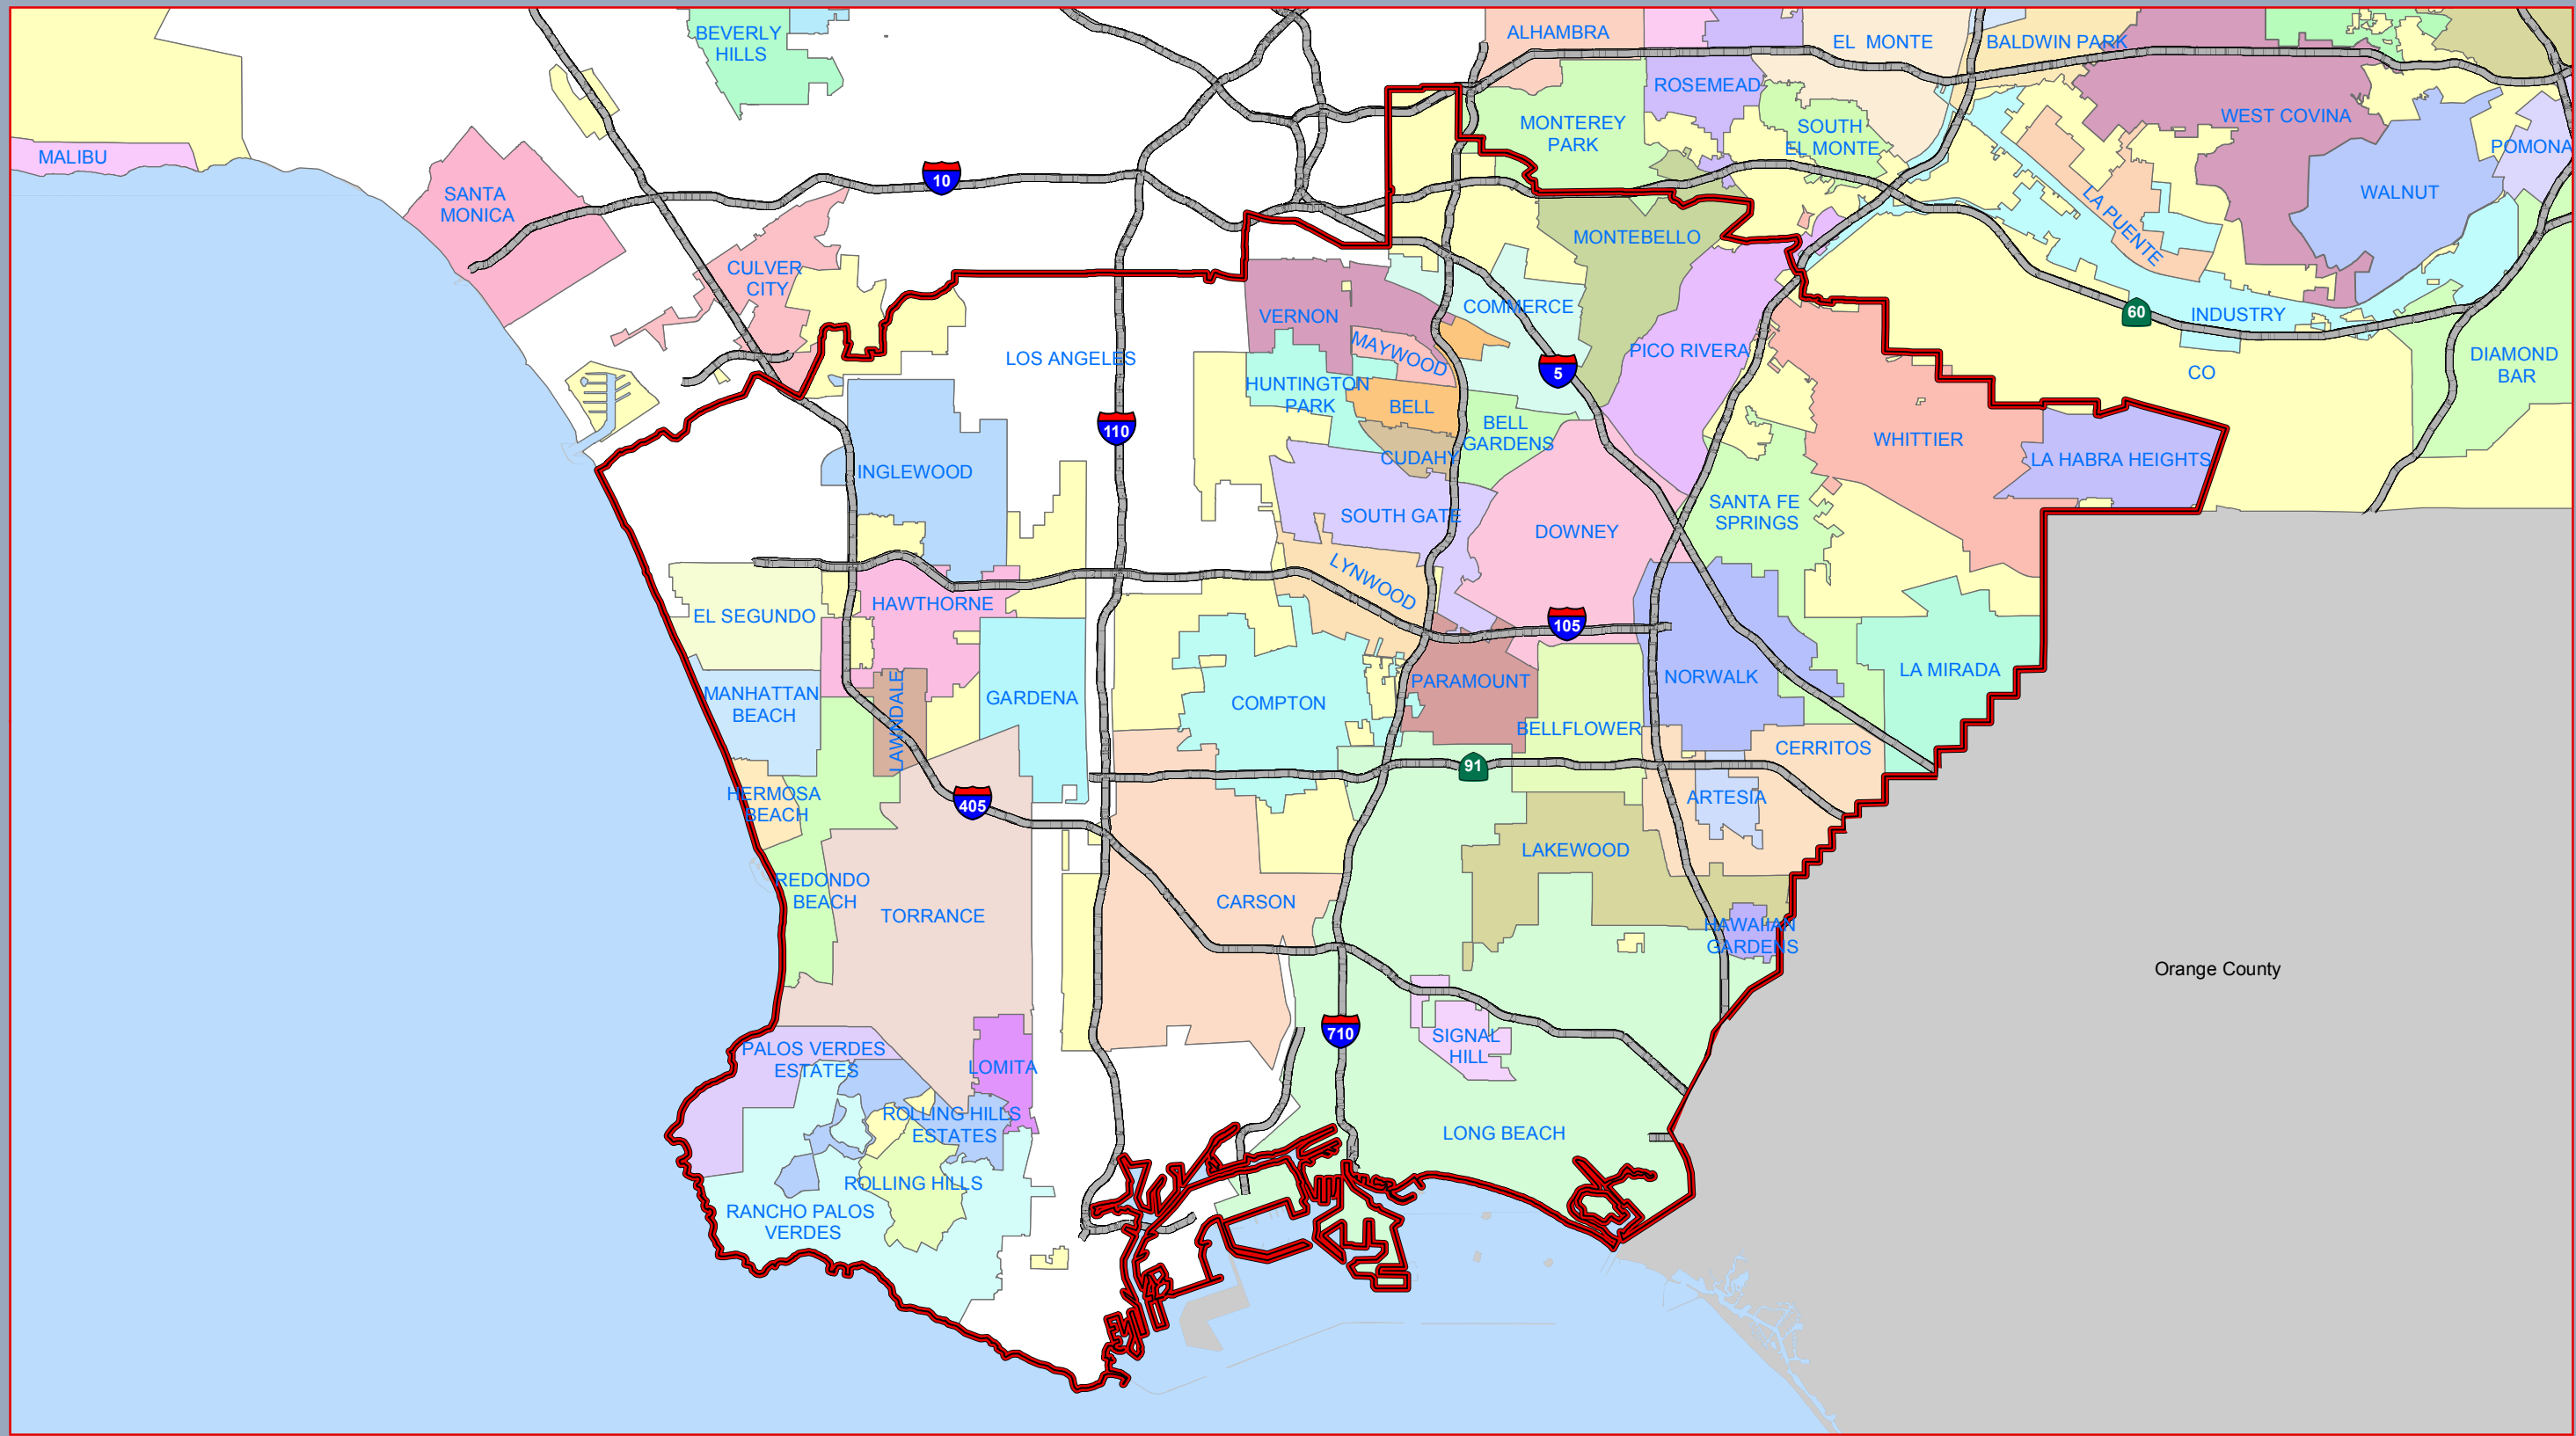 BEVERLY
HILLS
ALHAMBRA
EL MONTE
BALDWIN PARK
ROSEMEAD
WEST COVINA
MONTEREY
PARK
SOUTH
EL MONTE
POMONA
MALIBU
SANTA
MONICA
10
WALNUT
LA PUENTE
MONTEBELLO
CULVER
CITY
COMMERCE
VERNON
60
INDUSTRY
LOS ANGELES
MAYWOOD
PICO RIVERA
DIAMOND
BAR
5
CO
HUNTINGTON
PARK
BELL
110
BELL
GARDENS
WHITTIER
CUDAHY
LA HABRA HEIGHTS
INGLEWOOD
SANTA FE
SPRINGS
SOUTH GATE
DOWNEY
LYNWOOD
HAWTHORNE
EL SEGUNDO
105
LA MIRADA
NORWALK
PARAMOUNT
MANHATTAN
BEACH
LAWNDALE
GARDENA
COMPTON
BELLFLOWER
CERRITOS
91
HERMOSA
BEACH
405
ARTESIA
LAKEWOOD
REDONDO
BEACH
TORRANCE
CARSON
HAWAIIAN
GARDENS
Orange County
710
SIGNAL
HILL
PALOS VERDES
ESTATES
LOMITA
ROLLING HILLS
ESTATES
LONG BEACH
ROLLING HILLS
RANCHO PALOS
VERDES